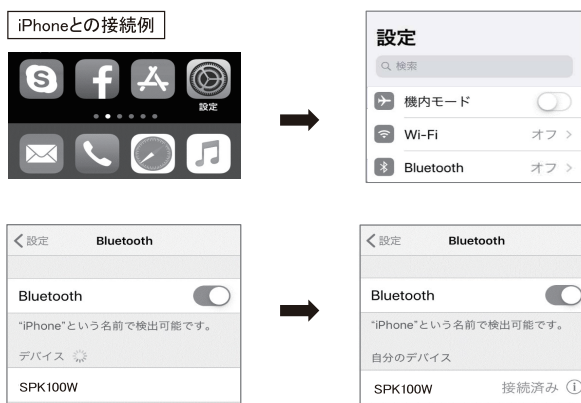 iPhoneとの接続例
設定
設定
検索
機内モード
Wi-Fi オフ >
Bluetooth オフ >
< 設定 Bluetooth
Bluetooth
“iPhone”という名前で検出可能です。
デバイス
SPK100W
< 設定 Bluetooth
Bluetooth
“iPhone”という名前で検出可能です。
自分のデバイス
SPK100W 接続済み ⓘ